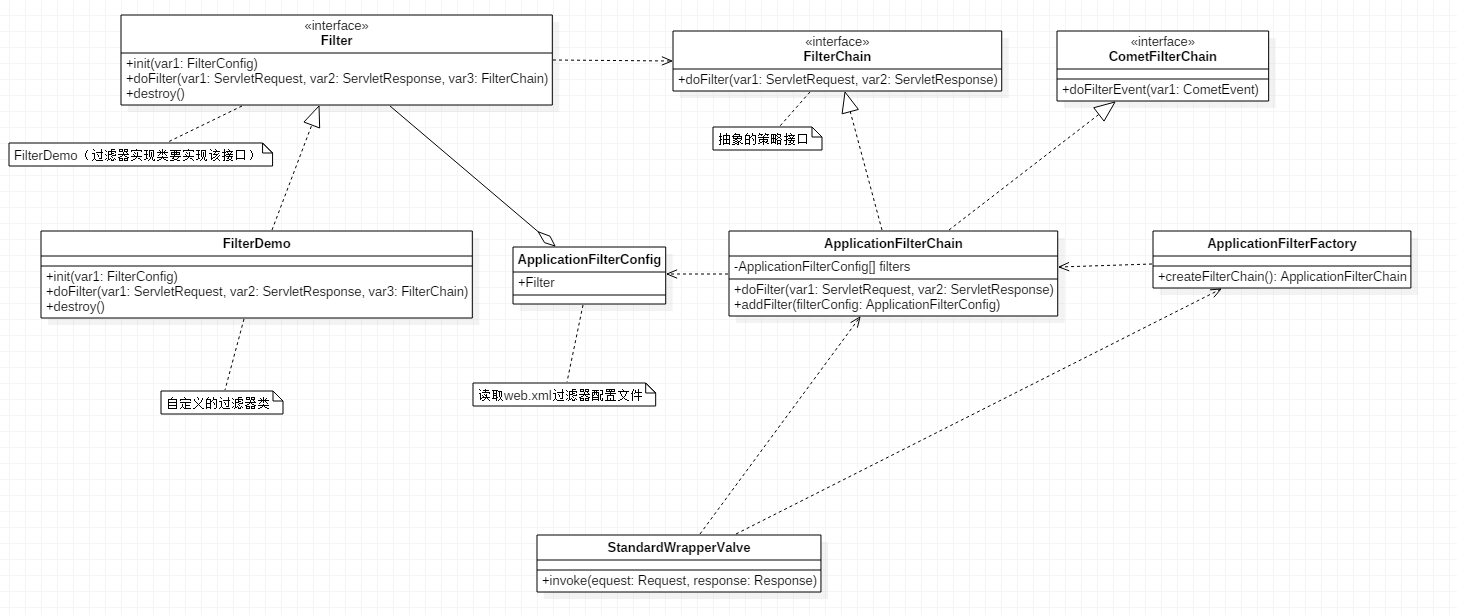 «interface»
Filter
+init(var1: FilterConfig)
+doFilter(var1: ServletRequest, var2: ServletResponse, var3: FilterChain)
+destroy()
«interface»
FilterChain
+doFilter(var1: ServletRequest, var2: ServletResponse)
«interface»
CometFilterChain
+doFilterEvent(var1: CometEvent)
FilterDemo（过滤器实现类要实现该接口）
抽象的策略接口
FilterDemo
+init(var1: FilterConfig)
+doFilter(var1: ServletRequest, var2: ServletResponse, var3: FilterChain)
+destroy()
ApplicationFilterConfig
+Filter
ApplicationFilterChain
-ApplicationFilterConfig[] filters
+doFilter(var1: ServletRequest, var2: ServletResponse)
+addFilter(filterConfig: ApplicationFilterConfig)
ApplicationFilterFactory
+createFilterChain(): ApplicationFilterChain
自定义的过滤器类
读取web.xml过滤器配置文件
StandardWrapperValve
+invoke(equest: Request, response: Response)